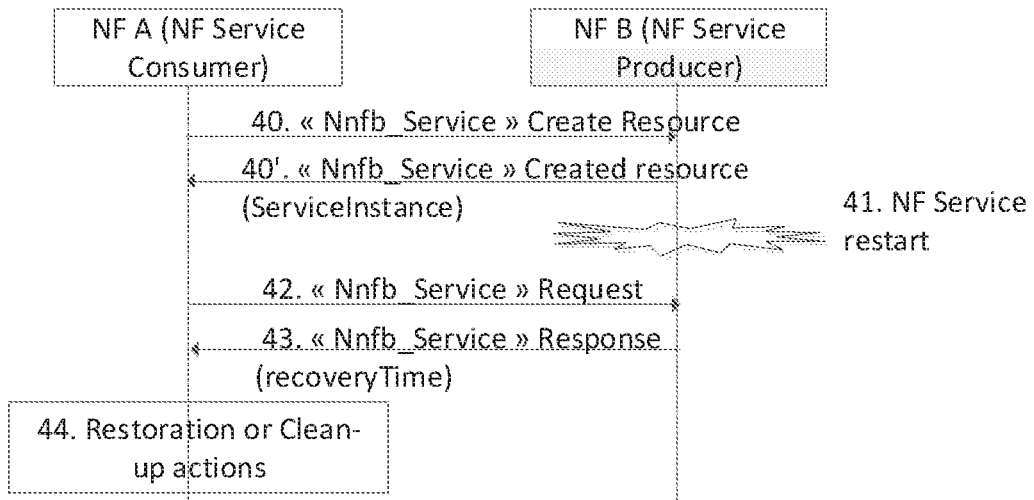 NF A (NF Service
Consumer)
NF B (NF Service
Producer)
40. « Nnfb_Service » Create Resource
40'. « Nnfb_Service » Created resource
(ServiceInstance)
41. NF Service
restart
42. « Nnfb_Service » Request
43. « Nnfb_Service » Response
(recoveryTime)
44. Restoration or Clean-
up actions